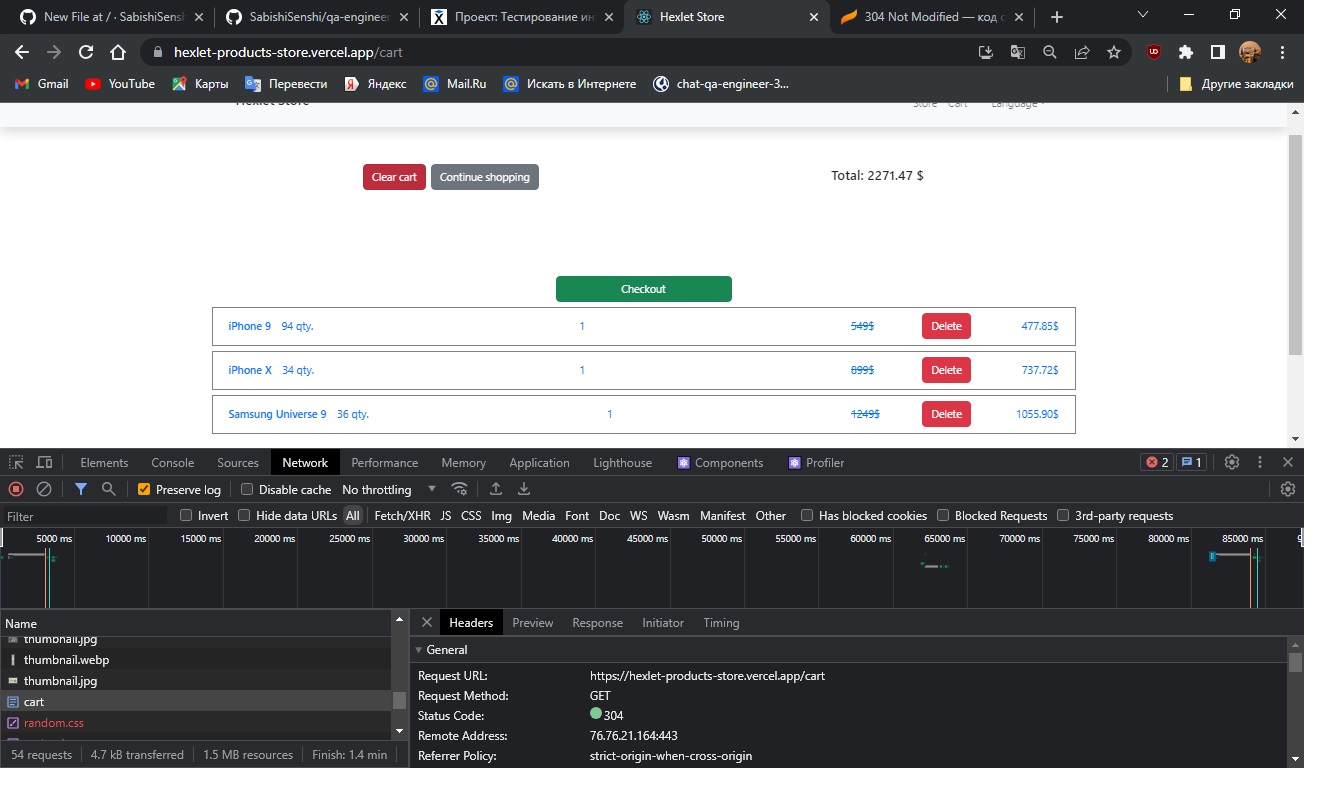 New File at / · SabishiSensh
SabishiSenshi/qa-engineer
Проект: Тестирование ин
Hexlet Store
304 Not Modified — код с
hexlet-products-store.vercel.app/cart
Gmail
YouTube
Карты
Перевести
Яндекс
Mail.Ru
Искать в Интернете
chat-qa-engineer-3...
Другие закладки
Hexlet Store
Store Cart Language
Clear cart Continue shopping Total: 2271.47 $
Checkout
iPhone 9 94 qty. 1 549$ Delete 477.85$
iPhone X 34 qty. 1 899$ Delete 737.72$
Samsung Universe 9 36 qty. 1 1249$ Delete 1055.90$
Elements Console Sources Network Performance Memory Application Lighthouse Components Profiler 2 1
Preserve log Disable cache No throttling
Filter Invert Hide data URLs All Fetch/XHR JS CSS Img Media Font Doc WS Wasm Manifest Other Has blocked cookies Blocked Requests 3rd-party requests
5000 ms 10000 ms 15000 ms 20000 ms 25000 ms 30000 ms 35000 ms 40000 ms 45000 ms 50000 ms 55000 ms 60000 ms 65000 ms 70000 ms 75000 ms 80000 ms 85000 ms 9
Name
thumbnail.jpg
thumbnail.webp
thumbnail.jpg
cart
random.css
54 requests 4.7 kB transferred 1.5 MB resources Finish: 1.4 min
Headers Preview Response Initiator Timing
General
Request URL: https://hexlet-products-store.vercel.app/cart
Request Method: GET
Status Code: 304
Remote Address: 76.76.21.164:443
Referrer Policy: strict-origin-when-cross-origin